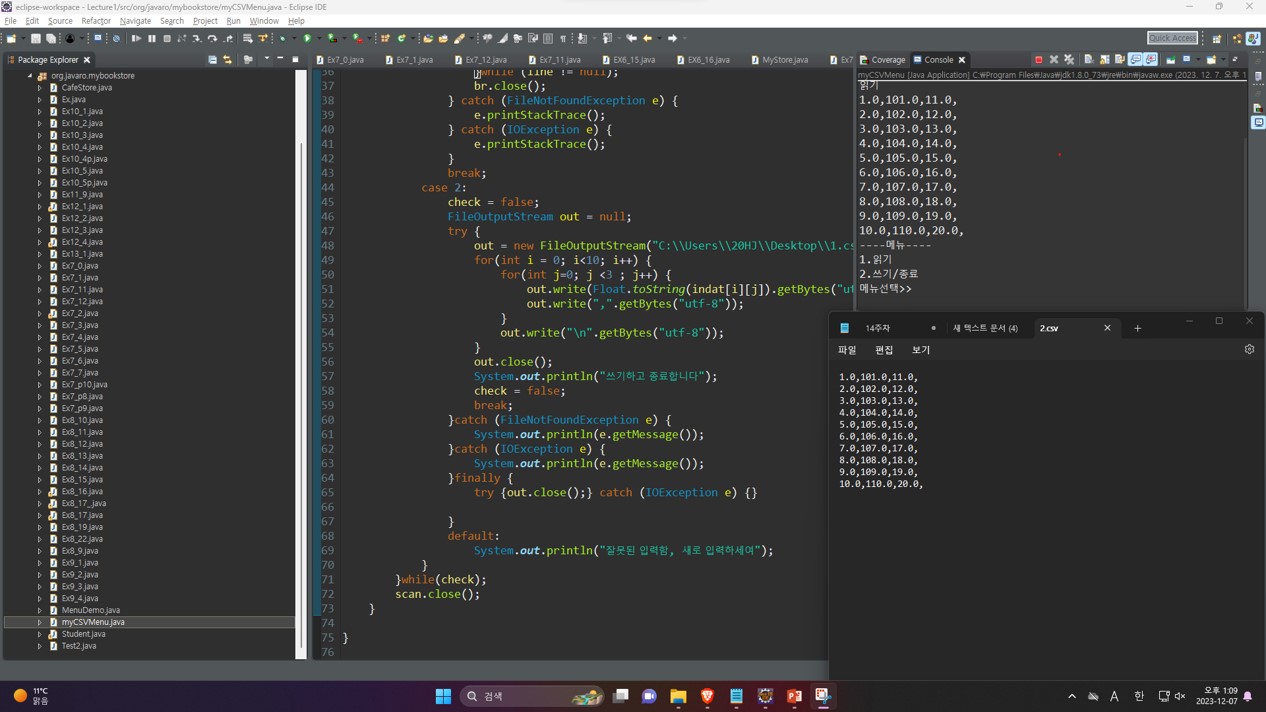 eclipse-workspace - Lecture1/src/org/javaro/mybookstore/myCSVMenu.java - Eclipse IDE
File Edit Source Refactor Navigate Search Project Run Window Help
Quick Access
Package Explorer
org.javaro.mybookstore
CafeStore.java
Ex.java
Ex10_1.java
Ex10_2.java
Ex10_3.java
Ex10_4.java
Ex10_4p.java
Ex10_5.java
Ex10_5p.java
Ex11_9.java
Ex12_1.java
Ex12_2.java
Ex12_3.java
Ex12_4.java
Ex13_1.java
Ex7_0.java
Ex7_1.java
Ex7_11.java
Ex7_12.java
Ex7_2.java
Ex7_3.java
Ex7_4.java
Ex7_5.java
Ex7_6.java
Ex7_7.java
Ex7_p10.java
Ex7_p8.java
Ex7_p9.java
Ex8_10.java
Ex8_11.java
Ex8_12.java
Ex8_13.java
Ex8_14.java
Ex8_15.java
Ex8_16.java
Ex8_17_.java
Ex8_17.java
Ex8_19.java
Ex8_22.java
Ex8_9.java
Ex9_1.java
Ex9_2.java
Ex9_3.java
Ex9_4.java
MenuDemo.java
myCSVMenu.java
Student.java
Test2.java
Ex7_0.java Ex7_1.java Ex7_12.java Ex7_11.java EX6_15.java EX6_16.java MyStore.java Ex7
36 }while (line != null);
37 br.close();
38 } catch (FileNotFoundException e) {
39 e.printStackTrace();
40 } catch (IOException e) {
41 e.printStackTrace();
42 }
43 break;
44 case 2:
45 check = false;
46 FileOutputStream out = null;
47 try {
48 out = new FileOutputStream("C:\\Users\\20HJ\\Desktop\\1.cs
49 for(int i = 0; i<10; i++) {
50 for(int j=0; j <3 ; j++) {
51 out.write(Float.toString(indat[i][j]).getBytes("ut
52 out.write(",".getBytes("utf-8"));
53 }
54 out.write("\n".getBytes("utf-8"));
55 }
56 out.close();
57 System.out.println("쓰기하고 종료합니다");
58 check = false;
59 break;
60 }catch (FileNotFoundException e) {
61 System.out.println(e.getMessage());
62 }catch (IOException e) {
63 System.out.println(e.getMessage());
64 }finally {
65 try {out.close();} catch (IOException e) {}
66
67 }
68 default:
69 System.out.println("잘못된 입력함, 새로 입력하세여");
70 }
71 }while(check);
72 scan.close();
73 }
74
75 }
76
Coverage Console
myCSVMenu [Java Application] C:\Program Files\Java\jdk1.8.0_73\jre\bin\javaw.exe (2023. 12. 7. 오후 1
읽기
1.0,101.0,11.0,
2.0,102.0,12.0,
3.0,103.0,13.0,
4.0,104.0,14.0,
5.0,105.0,15.0,
6.0,106.0,16.0,
7.0,107.0,17.0,
8.0,108.0,18.0,
9.0,109.0,19.0,
10.0,110.0,20.0,
----메뉴----
1.읽기
2.쓰기/종료
메뉴선택>>
14주차 새 텍스트 문서 (4) 2.csv
파일 편집 보기
1.0,101.0,11.0,
2.0,102.0,12.0,
3.0,103.0,13.0,
4.0,104.0,14.0,
5.0,105.0,15.0,
6.0,106.0,16.0,
7.0,107.0,17.0,
8.0,108.0,18.0,
9.0,109.0,19.0,
10.0,110.0,20.0,
11°C
맑음
검색
A 한
오후 1:09
2023-12-07